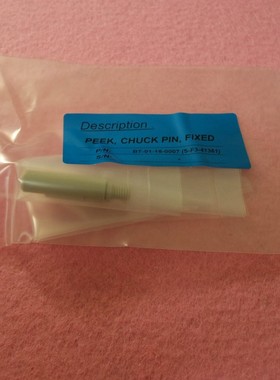 Description
PEEK, CHUCK PIN, FIXED
P/N:
S/N: